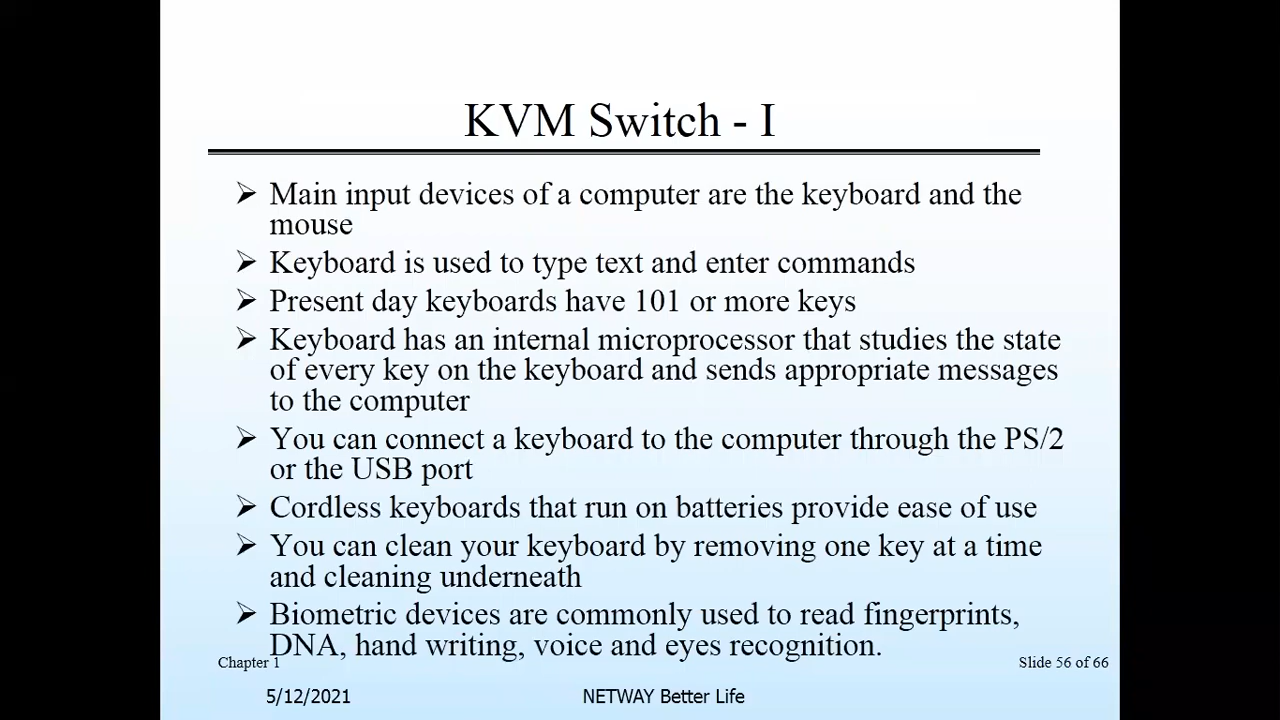 KVM Switch - I
Main input devices of a computer are the keyboard and the
mouse
Keyboard is used to type text and enter commands
Present day keyboards have 101 or more keys
Keyboard has an internal microprocessor that studies the state
of every key on the keyboard and sends appropriate messages
to the computer
You can connect a keyboard to the computer through the PS/2
or the USB port
Cordless keyboards that run on batteries provide ease of use
You can clean your keyboard by removing one key at a time
and cleaning underneath
Biometric devices are commonly used to read fingerprints,
DNA, hand writing, voice and eyes recognition.
Chapter 1
Slide 56 of 66
5/12/2021
NETWAY Better Life